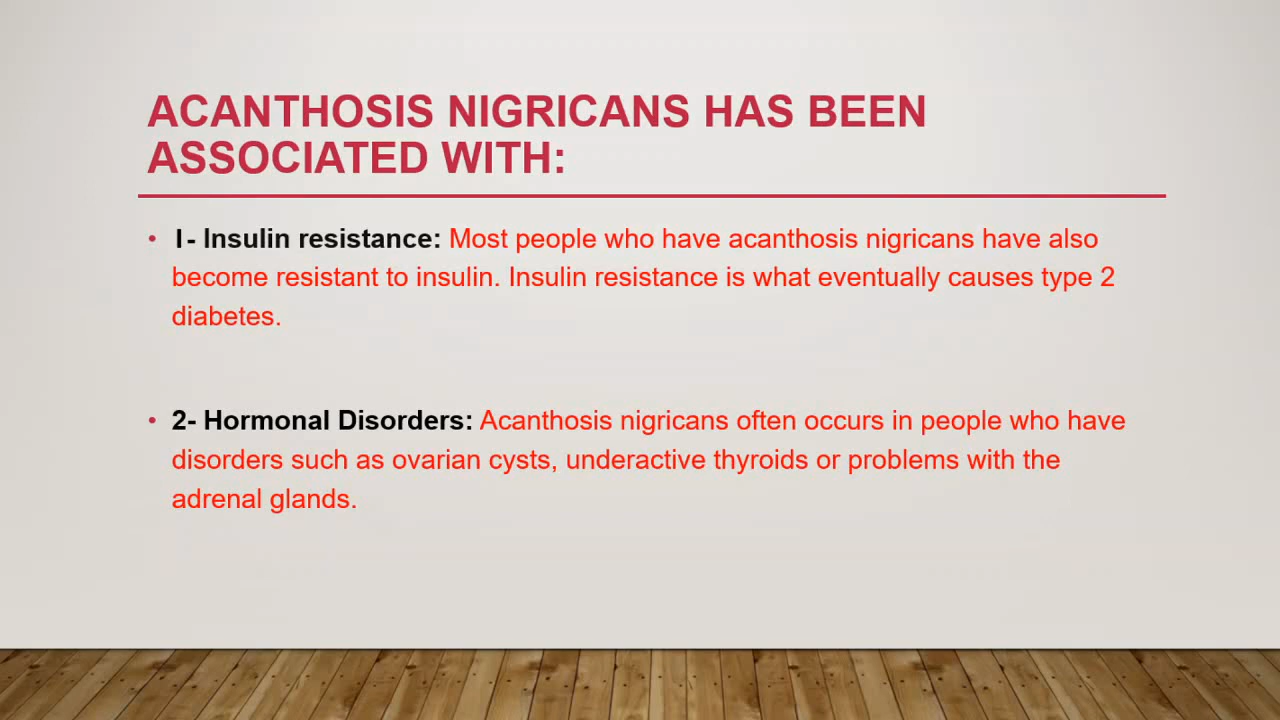 ACANTHOSIS NIGRICANS HAS BEEN
ASSOCIATED WITH:
• 1- Insulin resistance: Most people who have acanthosis nigricans have also
become resistant to insulin. Insulin resistance is what eventually causes type 2
diabetes.
• 2- Hormonal Disorders: Acanthosis nigricans often occurs in people who have
disorders such as ovarian cysts, underactive thyroids or problems with the
adrenal glands.